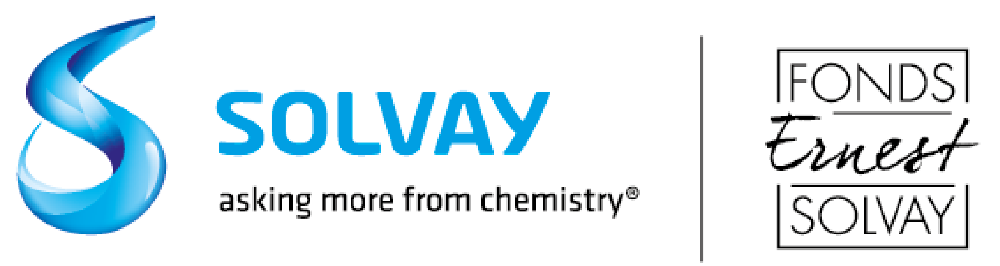 SOLVAY
asking more from chemistry®
FONDS
Ernest
SOLVAY